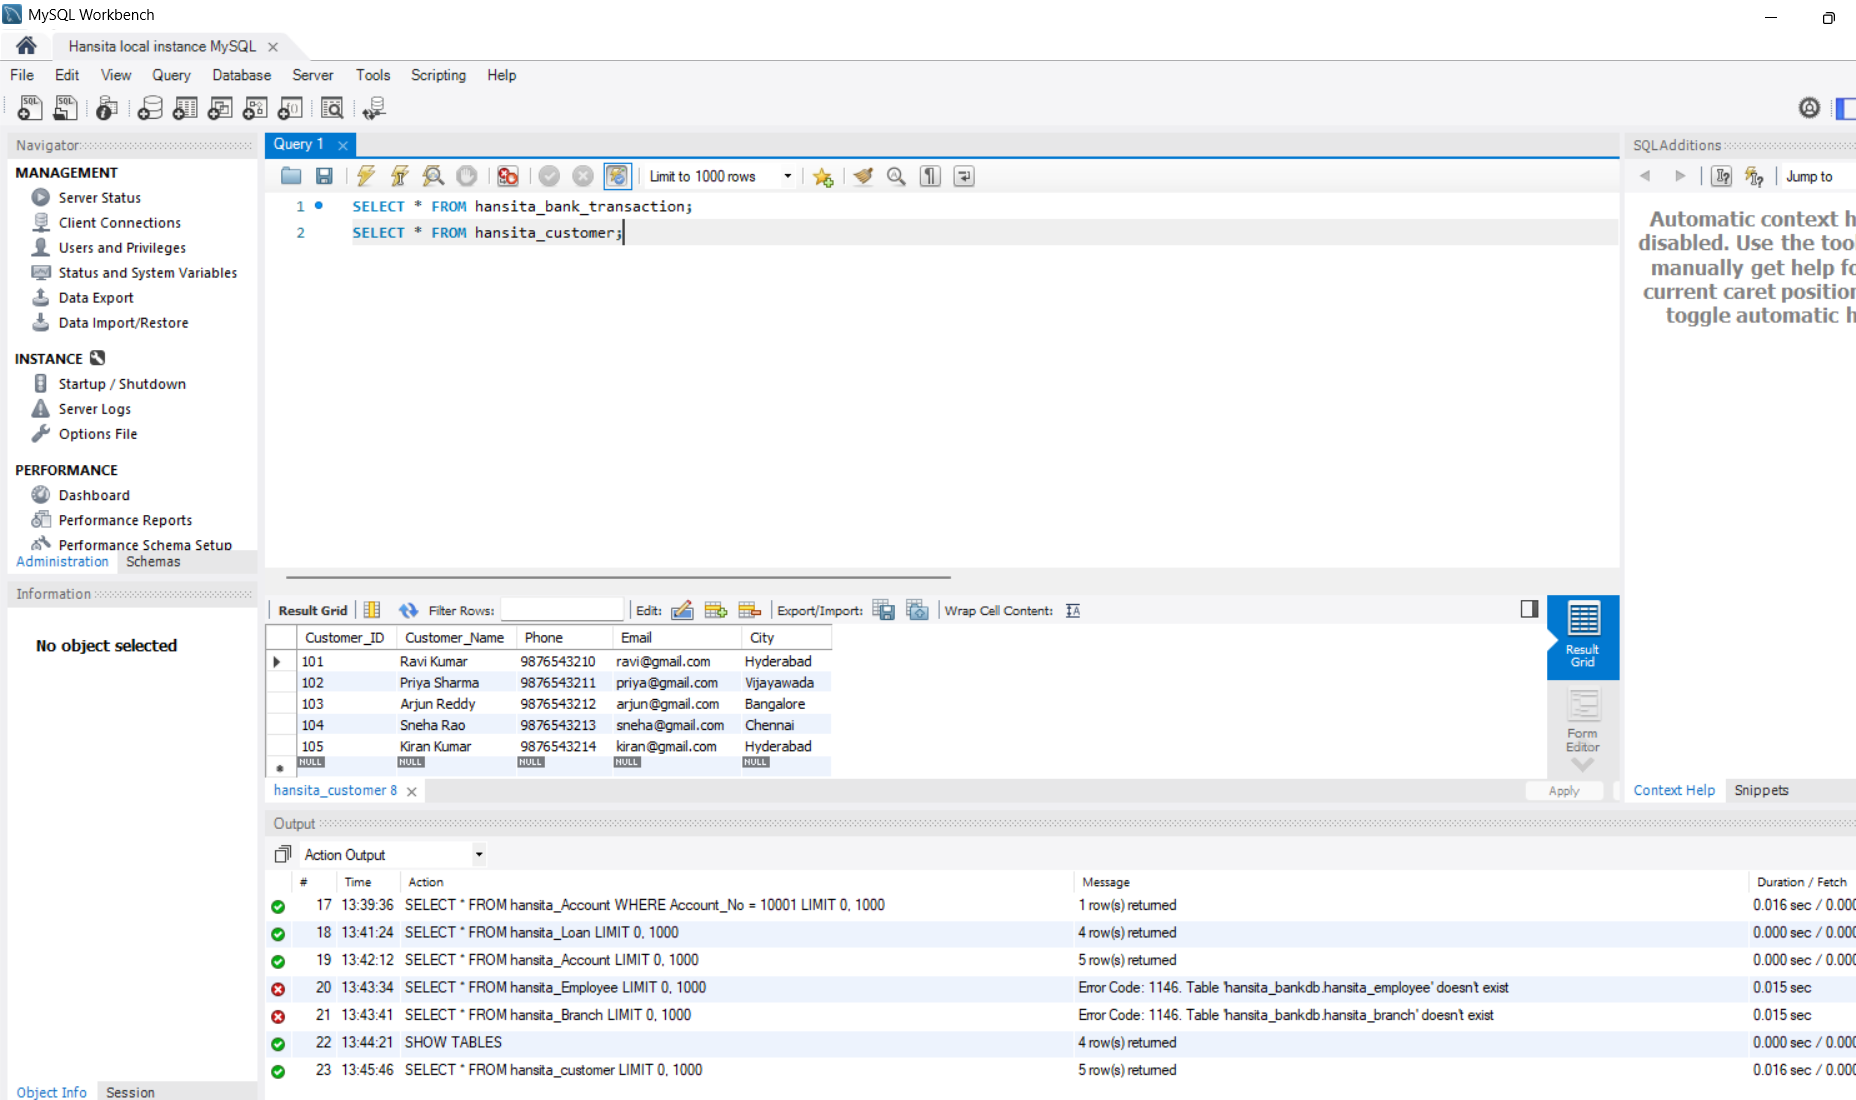 MySQL Workbench
Hansita local instance MySQL
File Edit View Query Database Server Tools Scripting Help
Navigator
MANAGEMENT
Server Status
Client Connections
Users and Privileges
Status and System Variables
Data Export
Data Import/Restore
INSTANCE
Startup / Shutdown
Server Logs
Options File
PERFORMANCE
Dashboard
Performance Reports
Performance Schema Setup
Administration Schemas
Information
No object selected
Object Info Session
Query 1
Limit to 1000 rows
1 SELECT * FROM hansita_bank_transaction;
2 SELECT * FROM hansita_customer;
Result Grid Filter Rows: Edit: Export/Import: Wrap Cell Content:
Customer_ID Customer_Name Phone Email City
101 Ravi Kumar 9876543210 ravi@gmail.com Hyderabad
102 Priya Sharma 9876543211 priya@gmail.com Vijayawada
103 Arjun Reddy 9876543212 arjun@gmail.com Bangalore
104 Sneha Rao 9876543213 sneha@gmail.com Chennai
105 Kiran Kumar 9876543214 kiran@gmail.com Hyderabad
NULL NULL NULL NULL NULL
Result
Grid
Form
Editor
hansita_customer 8
Apply
SQLAdditions
Jump to
Automatic context h
disabled. Use the tool
manually get help fo
current caret position
toggle automatic h
Context Help Snippets
Output
Action Output
# Time Action Message Duration / Fetch
17 13:39:36 SELECT * FROM hansita_Account WHERE Account_No = 10001 LIMIT 0, 1000 1 row(s) returned 0.016 sec / 0.000
18 13:41:24 SELECT * FROM hansita_Loan LIMIT 0, 1000 4 row(s) returned 0.000 sec / 0.000
19 13:42:12 SELECT * FROM hansita_Account LIMIT 0, 1000 5 row(s) returned 0.000 sec / 0.000
20 13:43:34 SELECT * FROM hansita_Employee LIMIT 0, 1000 Error Code: 1146. Table 'hansita_bankdb.hansita_employee' doesn't exist 0.015 sec
21 13:43:41 SELECT * FROM hansita_Branch LIMIT 0, 1000 Error Code: 1146. Table 'hansita_bankdb.hansita_branch' doesn't exist 0.015 sec
22 13:44:21 SHOW TABLES 4 row(s) returned 0.000 sec / 0.000
23 13:45:46 SELECT * FROM hansita_customer LIMIT 0, 1000 5 row(s) returned 0.016 sec / 0.000